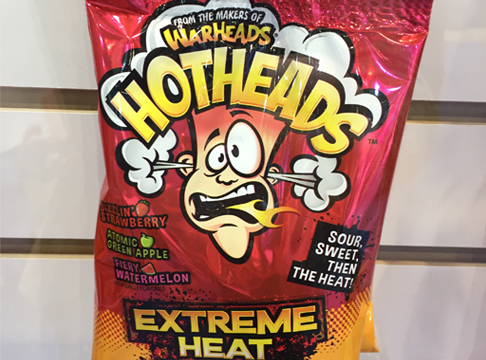 FROM THE MAKERS OF
WARHEADS
HOTHEADS
TM
STRAWBERRY
ATOMIC
GREEN APPLE
FIERY
WATERMELON
SOUR,
SWEET,
THEN
THE HEAT!
EXTREME
HEAT